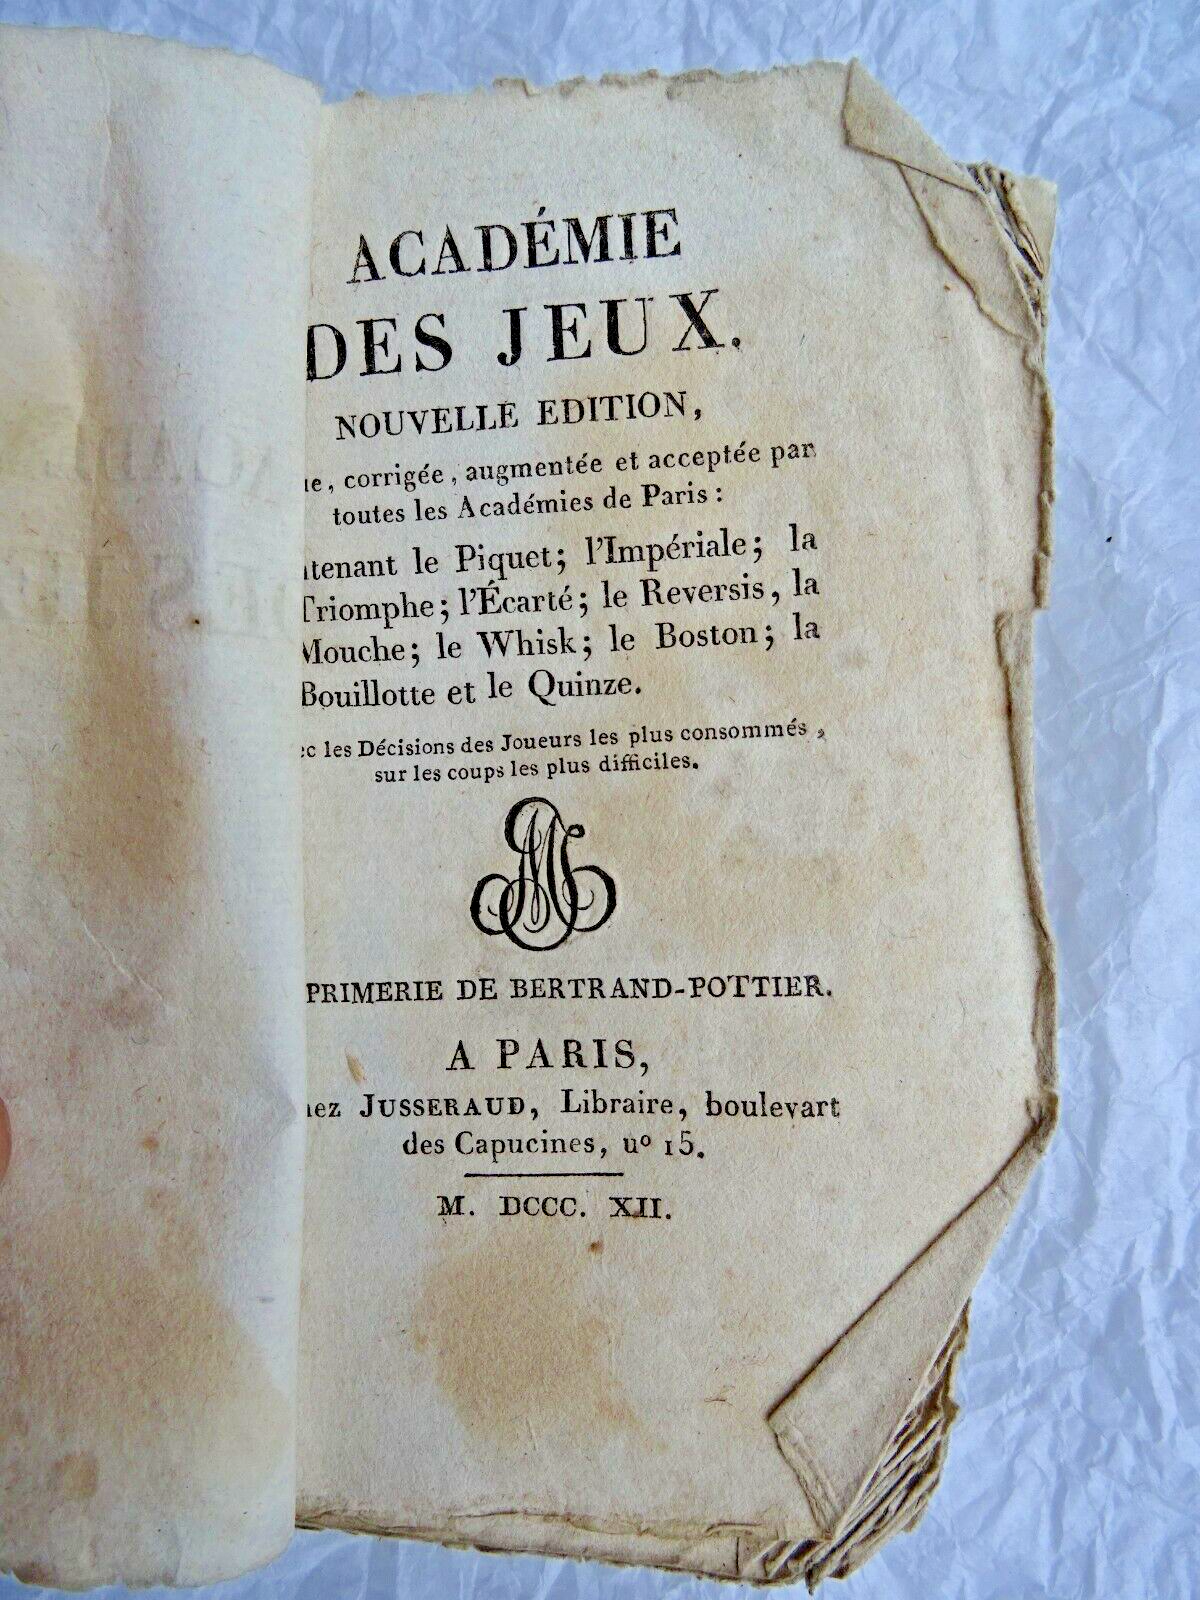 ACADÉMIE
DES JEUX.
NOUVELLE EDITION,
ue, corrigée, augmentée et acceptée par
toutes les Académies de Paris :
tenant le Piquet ; l'Impériale ; la
Triomphe ; l'Écarté ; le Reversis, la
Mouche ; le Whisk ; le Boston ; la
Bouillotte et le Quinze.
ec les Décisions des Joueurs les plus consommés,
sur les coups les plus difficiles.
PRIMERIE DE BERTRAND-POTTIER.
A PARIS,
ez JUSSERAUD, Libraire, boulevart
des Capucines, nº 15.
M. DCCC. XII.